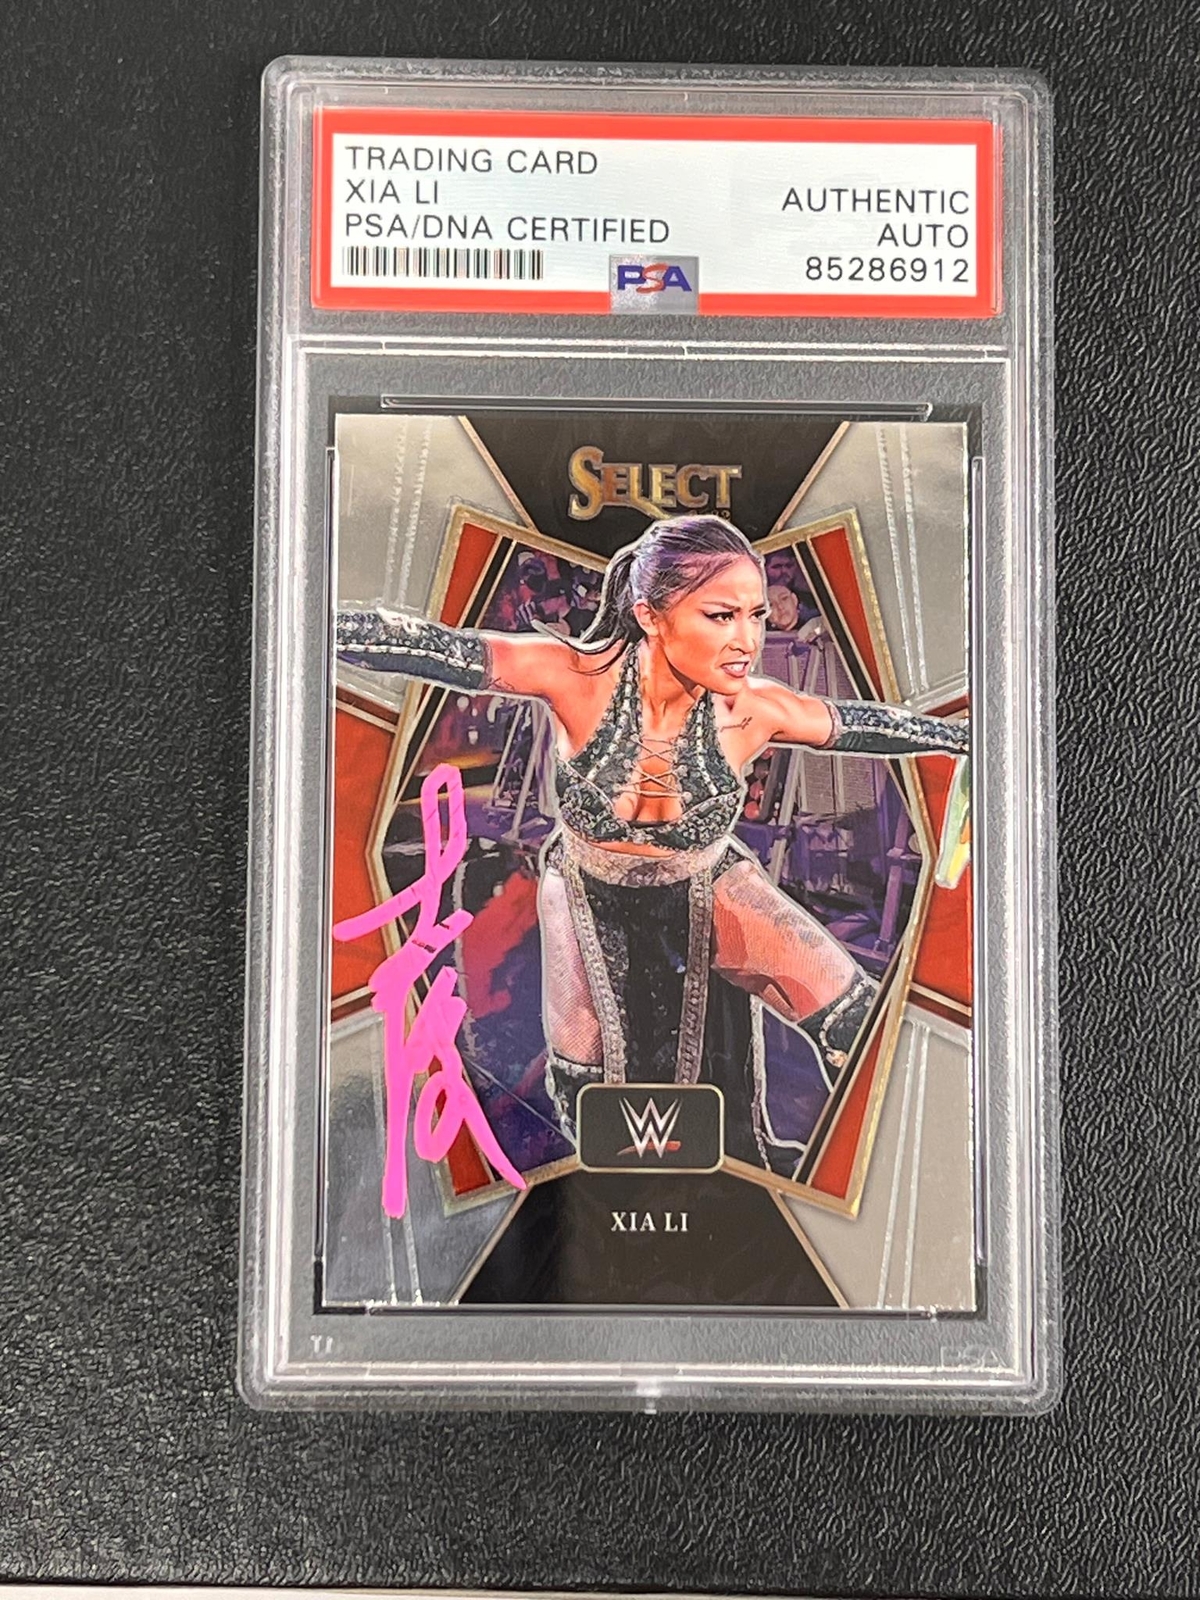 TRADING CARD
XIA LI
PSA/DNA CERTIFIED
AUTHENTIC
AUTO
85286912
PSA
SELECT
W
XIA LI